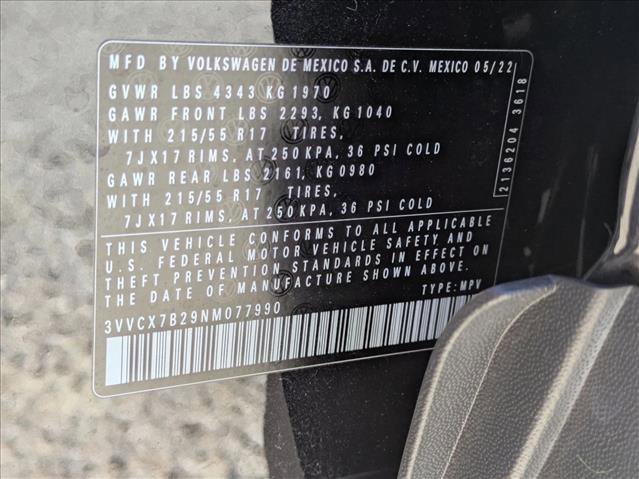 MFD BY VOLKSWAGEN DE MEXICO S.A. DE C.V. MEXICO 05/22
GVWR LBS 4343 KG 1970
GAWR FRONT LBS 2293, KG 1040
WITH 215/55 R17 TIRES,
7JX17 RIMS, AT 250 KPA, 36 PSI COLD
GAWR REAR LBS 2161, KG 0980
WITH 215/55 R17 TIRES,
7JX17 RIMS, AT 250 KPA, 36 PSI COLD
THIS VEHICLE CONFORMS TO ALL APPLICABLE
U.S. FEDERAL MOTOR VEHICLE SAFETY AND
THEFT PREVENTION STANDARDS IN EFFECT ON
THE DATE OF MANUFACTURE SHOWN ABOVE.
3VVCX7B29NM077990 TYPE: MPV
2136204 3618